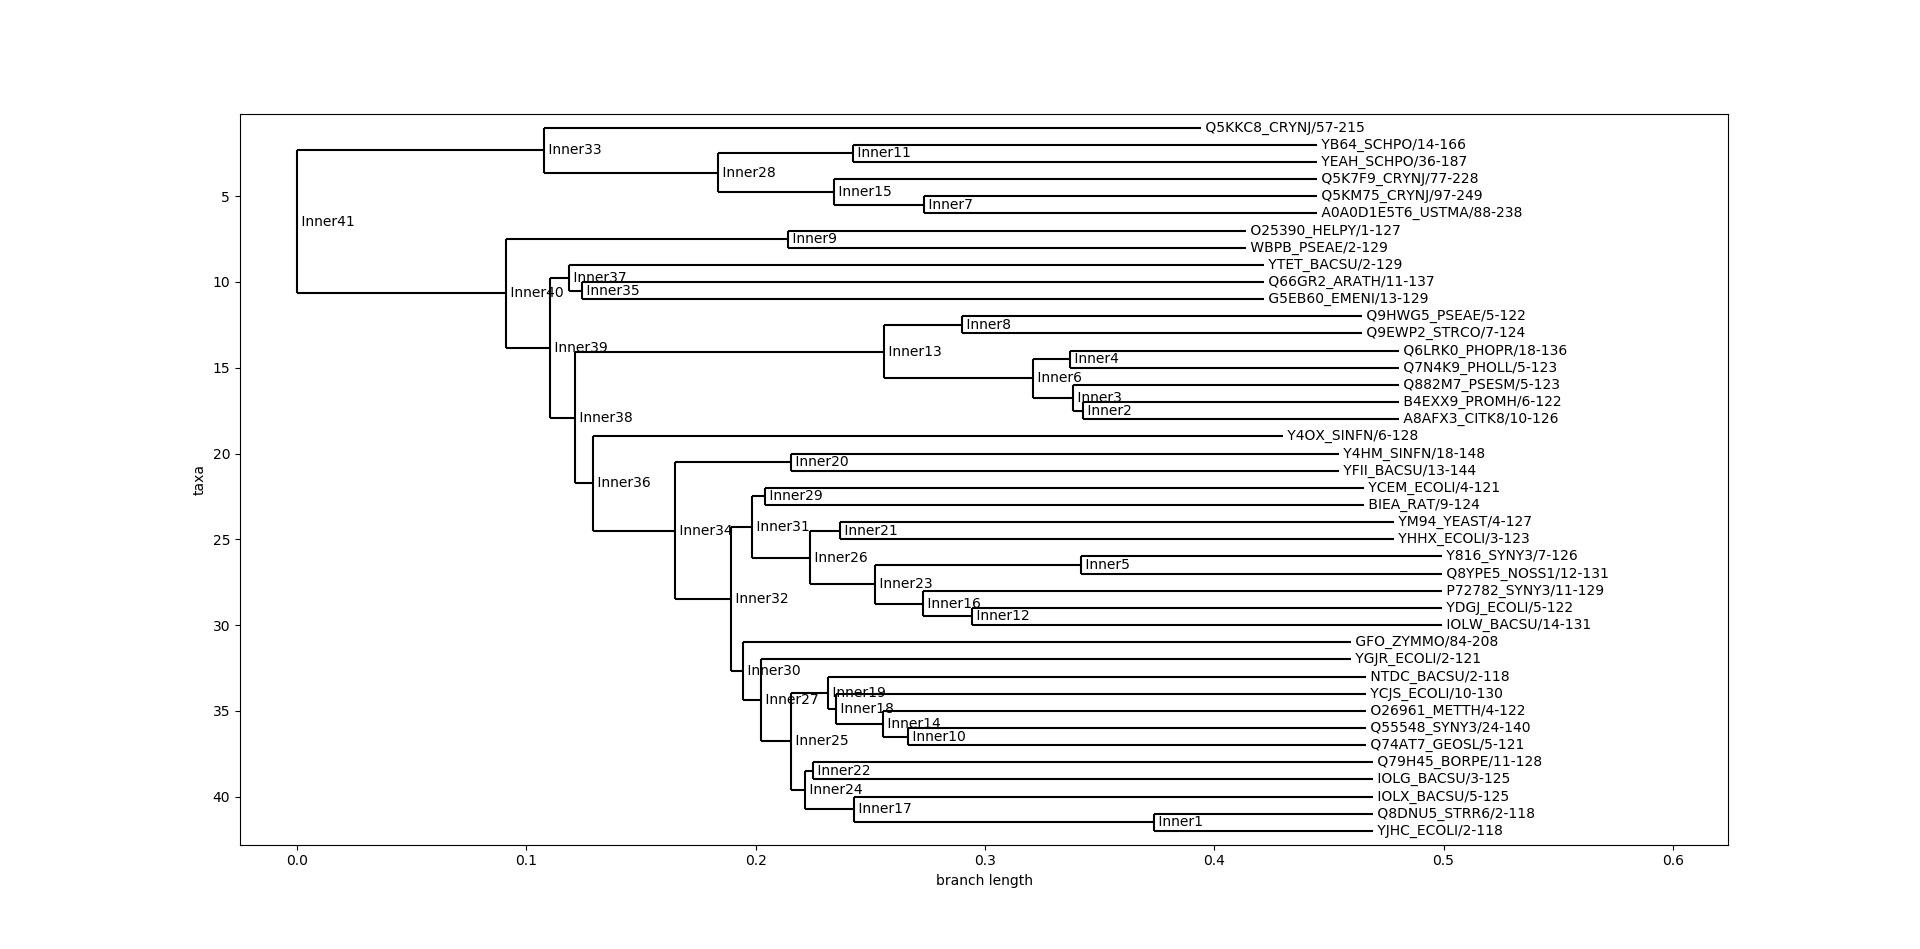 Q5KKC8_CRYNJ/57-215
YB64_SCHPO/14-166
Inner33
Inner11
YEAH_SCHPO/36-187
Inner28
Q5K7F9_CRYNJ/77-228
Inner15
5
Q5KM75_CRYNJ/97-249
Inner7
A0A0D1E5T6_USTMA/88-238
Inner41
O25390_HELPY/1-127
Inner9
WBPB_PSEAE/2-129
YTET_BACSU/2-129
Inner37
10
Q66GR2_ARATH/11-137
Inner40
Inner35
G5EB60_EMENI/13-129
Q9HWG5_PSEAE/5-122
Inner8
Q9EWP2_STRCO/7-124
Inner39
Inner13
Q6LRK0_PHOPR/18-136
Inner4
15
Q7N4K9_PHOLL/5-123
Inner6
Q882M7_PSESM/5-123
Inner3
B4EXX9_PROMH/6-122
Inner2
Inner38
A8AFX3_CITK8/10-126
Y4OX_SINFN/6-128
20
Y4HM_SINFN/18-148
Inner20
YFII_BACSU/13-144
taxa
Inner36
YCEM_ECOLI/4-121
Inner29
BIEA_RAT/9-124
YM94_YEAST/4-127
Inner34
Inner31
Inner21
25
YHHX_ECOLI/3-123
Inner26
Y816_SYNY3/7-126
Inner5
Q8YPE5_NOSS1/12-131
Inner23
P72782_SYNY3/11-129
Inner32
Inner16
YDGJ_ECOLI/5-122
Inner12
30
IOLW_BACSU/14-131
GFO_ZYMMO/84-208
YGJR_ECOLI/2-121
Inner30
NTDC_BACSU/2-118
Inner27
Inner19
YCJS_ECOLI/10-130
35
Inner18
O26961_METTH/4-122
Inner14
Q55548_SYNY3/24-140
Inner25
Inner10
Q74AT7_GEOSL/5-121
Q79H45_BORPE/11-128
Inner22
IOLG_BACSU/3-125
Inner24
40
IOLX_BACSU/5-125
Inner17
Q8DNU5_STRR6/2-118
Inner1
YJHC_ECOLI/2-118
0.0 0.1 0.2 0.3 0.4 0.5 0.6
branch length